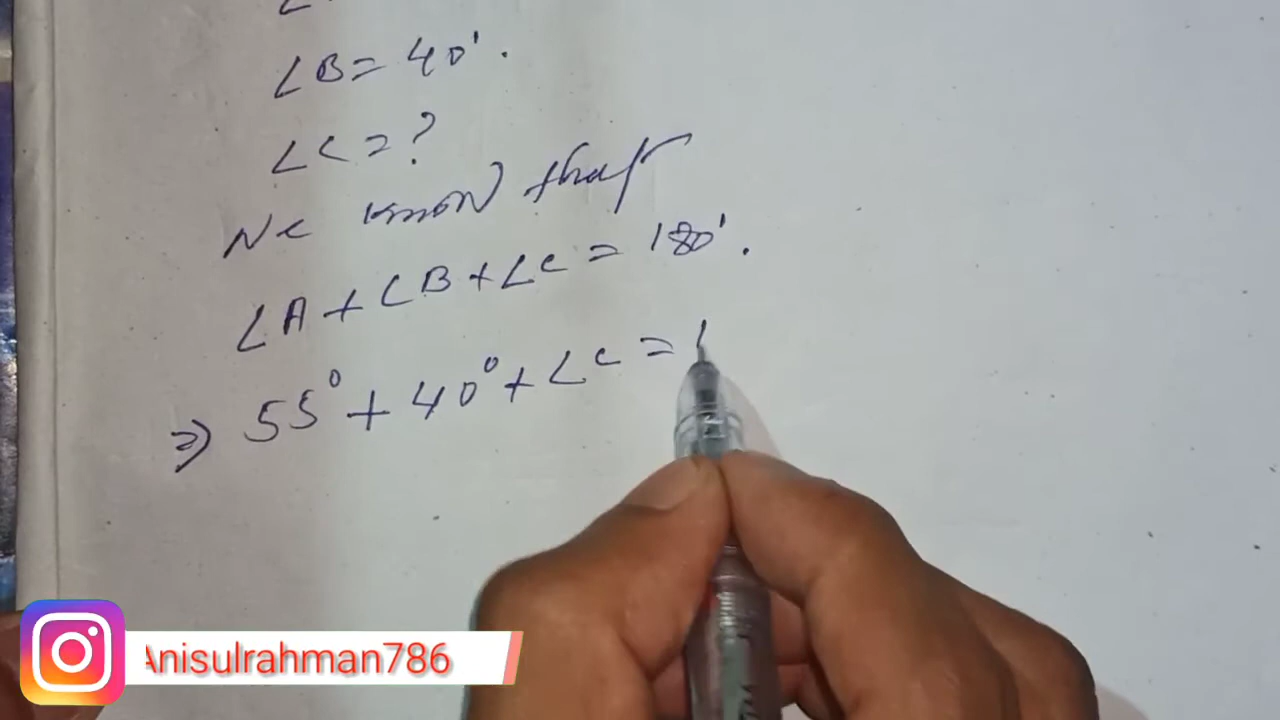 ∠B = 40°.
∠C = ?
We know that
∠A + ∠B + ∠C = 180°.
⇒ 55° + 40° + ∠C = 1
Anisulrahman786